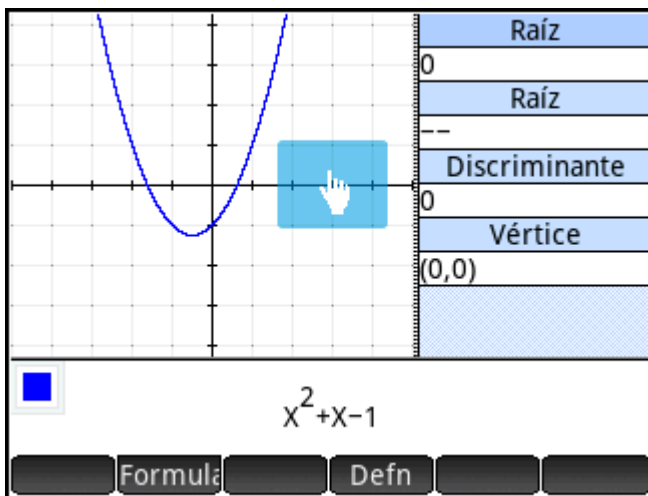 Raíz
0
Raíz
--
Discriminante
0
Vértice
(0,0)
X²+X−1
Formula Defn